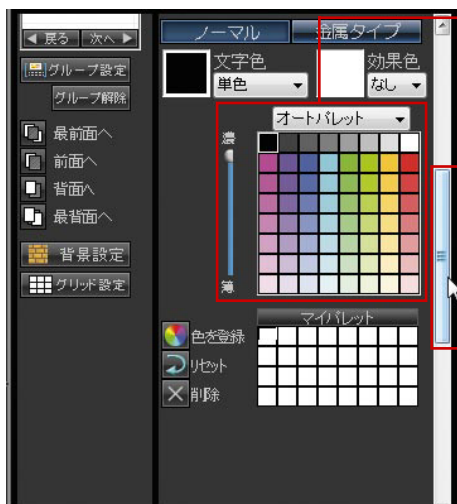 ◀ 戻る 次へ ▶
グループ設定
グループ解除
最前面へ
前面へ
背面へ
最背面へ
背景設定
グリッド設定
ノーマル 金属タイプ
文字色
単色
効果色
なし
オートパレット
濃
薄
マイパレット
色を登録
リセット
削除